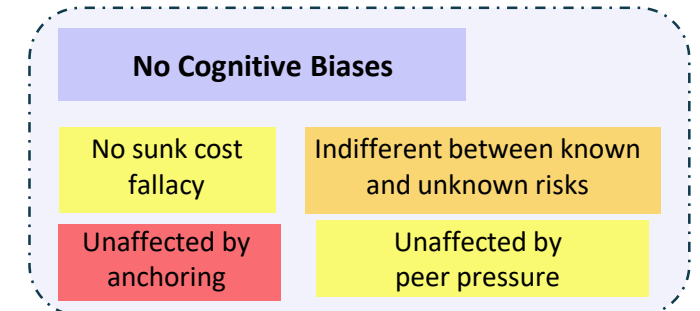 No Cognitive Biases
No sunk cost
fallacy
Indifferent between known
and unknown risks
Unaffected by
anchoring
Unaffected by
peer pressure